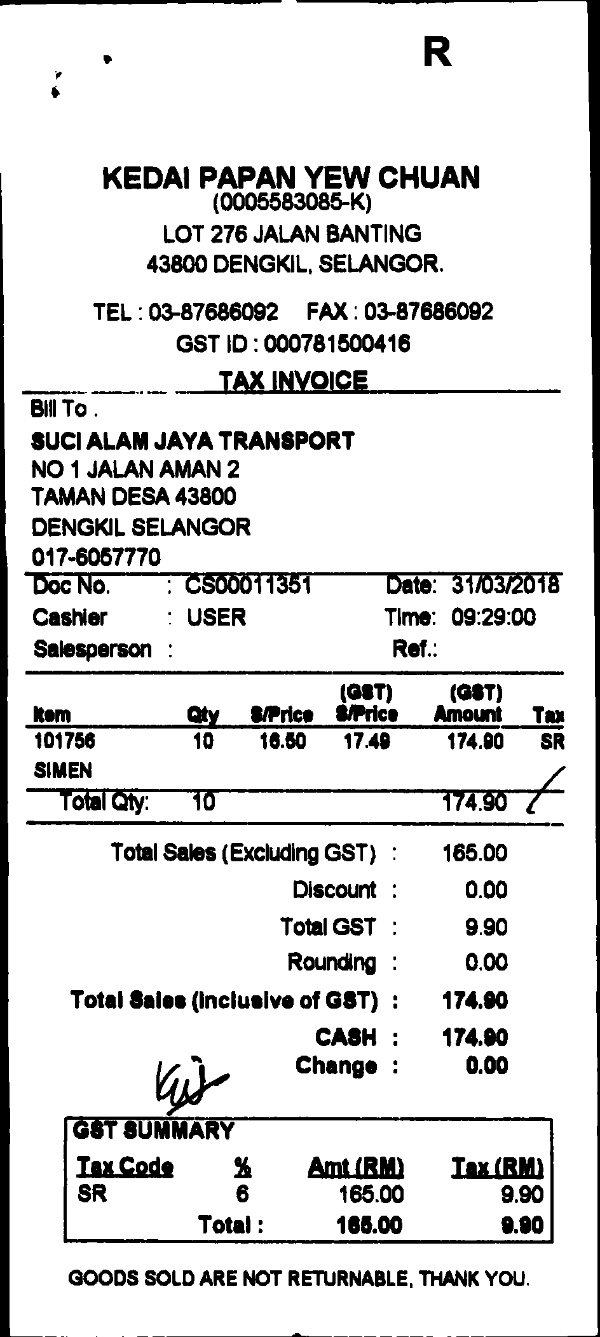 R
KEDAI PAPAN YEW CHUAN
(0005583085-K)
LOT 276 JALAN BANTING
43800 DENGKIL, SELANGOR.
TEL : 03-87686092 FAX : 03-87686092
GST ID : 000781500416
TAX INVOICE
Bill To .
SUCI ALAM JAYA TRANSPORT
NO 1 JALAN AMAN 2
TAMAN DESA 43800
DENGKIL SELANGOR
017-6057770
Doc No. : CS00011351 Date: 31/03/2018
Cashier : USER Time: 09:29:00
Salesperson : Ref.:
(GST) (GST)
Item Qty S/Price S/Price Amount Tax
101756 10 16.50 17.49 174.90 SR
SIMEN
Total Qty: 10 174.90
Total Sales (Excluding GST) : 165.00
Discount : 0.00
Total GST : 9.90
Rounding : 0.00
Total Sales (Inclusive of GST) : 174.90
CASH : 174.90
Change : 0.00
GST SUMMARY
Tax Code % Amt (RM) Tax (RM)
SR 6 165.00 9.90
Total : 165.00 9.90
GOODS SOLD ARE NOT RETURNABLE, THANK YOU.